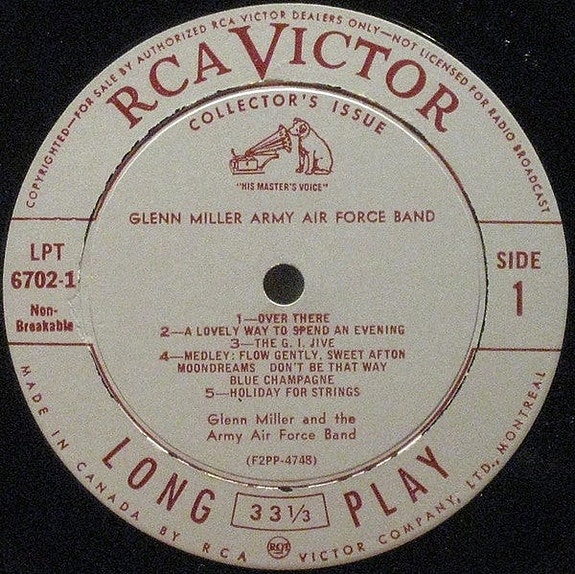 COPYRIGHTED—FOR SALE BY AUTHORIZED RCA VICTOR DEALERS ONLY—NOT LICENSED FOR RADIO BROADCAST
RCA VICTOR
COLLECTOR'S ISSUE
"HIS MASTER'S VOICE"
GLENN MILLER ARMY AIR FORCE BAND
LPT
6702-1
Non-
Breakable
SIDE
1
1—OVER THERE
2—A LOVELY WAY TO SPEND AN EVENING
3—THE G. I. JIVE
4—MEDLEY: FLOW GENTLY, SWEET AFTON
MOONDREAMS DON'T BE THAT WAY
BLUE CHAMPAGNE
5—HOLIDAY FOR STRINGS
Glenn Miller and the
Army Air Force Band
(F2PP-4748)
LONG 33 1/3 PLAY
MADE IN CANADA BY RCA VICTOR COMPANY, LTD., MONTREAL